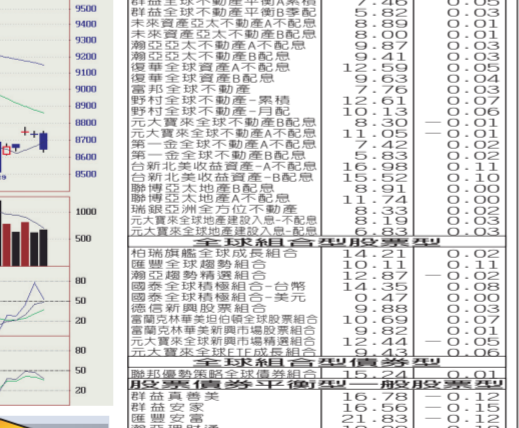 9500
9400
9300
9200
9100
9000
8900
8800
8700
8600
8500
1000
500
80
50
20
80
50
20
群益全球不動產平衡A累積 7.46 0.05
群益全球不動產平衡B季配 5.82 0.03
未來資產亞太不動產A不配息 8.89 0.01
未來資產亞太不動產B配息 8.00 0.01
瀚亞亞太不動產A不配息 9.87 0.03
瀚亞亞太不動產B配息 9.41 0.03
復華全球資產A不配息 12.59 0.05
復華全球資產B配息 9.63 0.04
富邦全球不動產 7.76 0.03
野村全球不動產-累積 12.61 0.07
野村全球不動產-月配 10.13 0.06
元大寶來全球不動產B配息 8.30 -0.01
元大寶來全球不動產A不配息 11.05 -0.01
第一金全球不動產A不配息 7.42 0.02
第一金全球不動產B配息 5.83 0.02
台新北美收益資產-A不配息 16.98 0.11
台新北美收益資產-B配息 15.52 0.10
聯博亞太地產B配息 8.91 0.00
聯博亞太地產A不配息 11.74 0.00
瑞銀亞洲全方位不動產 8.33 0.02
元大寶來全球地產建設入息-不配息 8.19 0.03
元大寶來全球地產建設入息-配息 6.83 0.03
全球組合型股票型
柏瑞旗艦全球成長組合 14.21 0.02
匯豐全球趨勢組合 10.11 0.11
瀚亞趨勢精選組合 12.87 -0.02
國泰全球積極組合-台幣 14.35 0.08
國泰全球積極組合-美元 0.47 0.00
德信新興股票組合 9.88 0.03
富蘭克林華美坦伯頓全球股票組合 10.69 0.07
富蘭克林華美新興市場股票組合 9.82 0.01
元大寶來全球新興市場精選組合 12.44 -0.05
元大寶來全球ETF成長組合 9.43 0.06
全球組合型債券型
聯邦優勢策略全球債券組合 15.24 0.01
股票債券平衡型一般股票型
群益真善美 16.78 -0.12
群益安家 16.56 -0.15
匯豐安富 21.83 -0.12